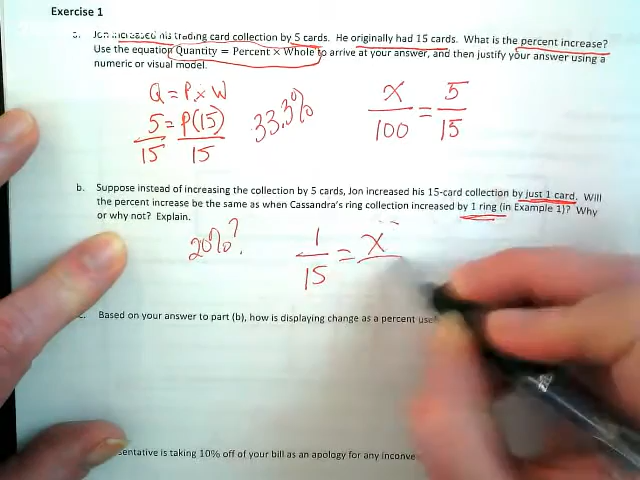 Exercise 1
Jon increased his trading card collection by 5 cards. He originally had 15 cards. What is the percent increase?
Use the equation Quantity = Percent × Whole to arrive at your answer, and then justify your answer using a
numeric or visual model.
Q = P × W
5 = P(15)
15 15
33.3%
x = 5
100 15
b. Suppose instead of increasing the collection by 5 cards, Jon increased his 15-card collection by just 1 card. Will
the percent increase be the same as when Cassandra's ring collection increased by 1 ring (in Example 1)? Why
or why not? Explain.
20%?
1 = x
15
Based on your answer to part (b), how is displaying change as a percent use
sentative is taking 10% off of your bill as an apology for any inconve